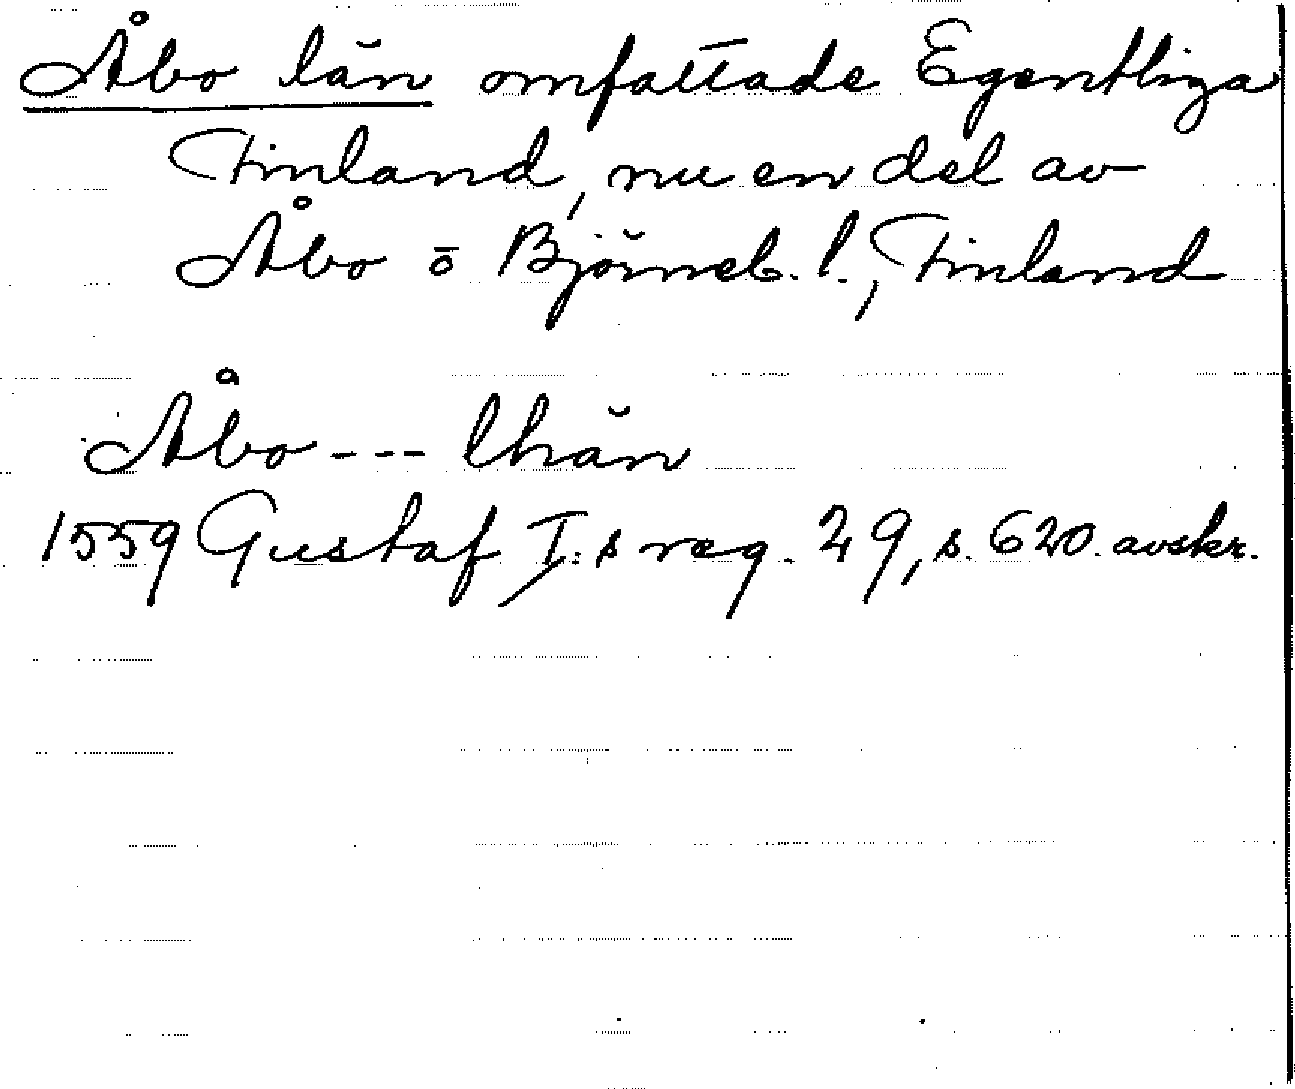 Åbo län omfattade Egentliga
Finland, nu en del av
Åbo o Björneb. l., Finland
Åbo --- lhän
1559 Gustaf I:s reg. 29, s. 620. avskr.